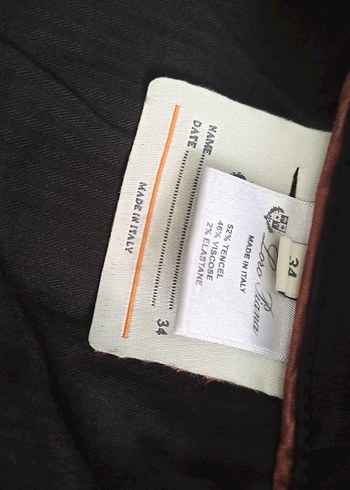 34
Loro Piana
MADE IN ITALY
52% TENCEL
46% VISCOSE
2% ELASTANE
NAME
DATE
34
MADE IN ITALY